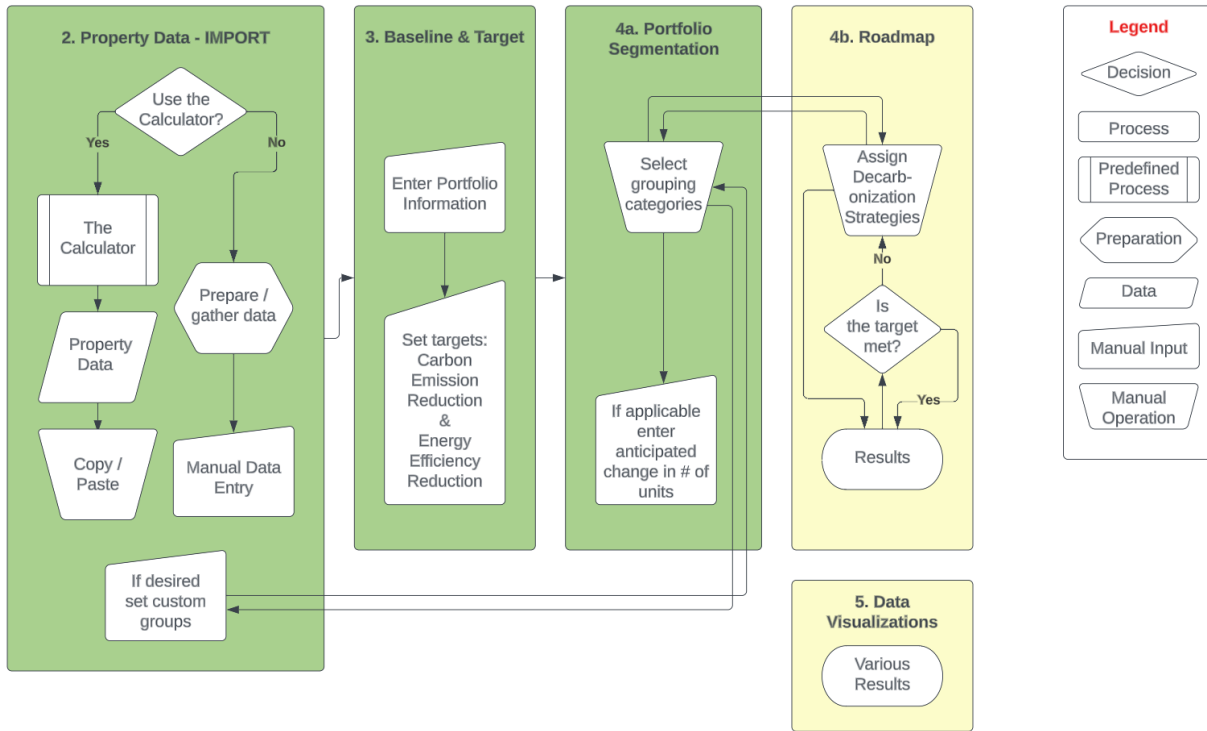 2. Property Data - IMPORT
Use the
Calculator?
Yes
No
The
Calculator
Prepare /
gather data
Property
Data
Copy /
Paste
Manual Data
Entry
If desired
set custom
groups
3. Baseline & Target
Enter Portfolio
Information
Set targets:
Carbon
Emission
Reduction
&
Energy
Efficiency
Reduction
4a. Portfolio
Segmentation
Select
grouping
categories
If applicable
enter
anticipated
change in # of
units
4b. Roadmap
Assign
Decarb-
onization
Strategies
No
Is
the target
met?
Yes
Results
5. Data
Visualizations
Various
Results
Legend
Decision
Process
Predefined
Process
Preparation
Data
Manual Input
Manual
Operation